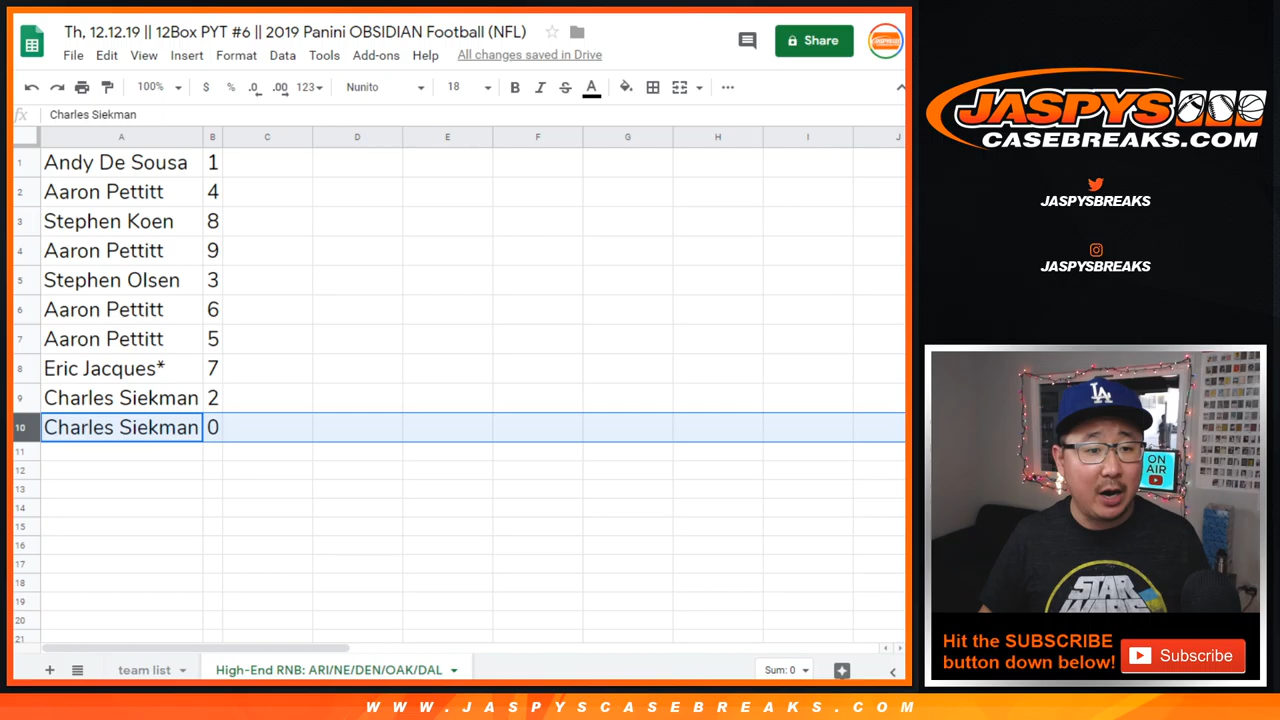 Th, 12.12.19 || 12Box PYT #6 || 2019 Panini OBSIDIAN Football (NFL)
File Edit View Insert Format Data Tools Add-ons Help All changes saved in Drive
Share
100% $ % .0 .00 123 Nunito 18 B I S A
fx Charles Siekman
A B C D E F G H I J
1 Andy De Sousa 1
2 Aaron Pettitt 4
3 Stephen Koen 8
4 Aaron Pettitt 9
5 Stephen Olsen 3
6 Aaron Pettitt 6
7 Aaron Pettitt 5
8 Eric Jacques* 7
9 Charles Siekman 2
10 Charles Siekman 0
11
12
13
14
15
16
17
18
19
20
21
team list High-End RNB: ARI/NE/DEN/OAK/DAL Sum: 0
JASPYS
CASEBREAKS.COM
JASPYSBREAKS
JASPYSBREAKS
LA
ON
AIR
STAR
WARS
Hit the SUBSCRIBE
button down below!
Subscribe
WWW.JASPYSCASEBREAKS.COM